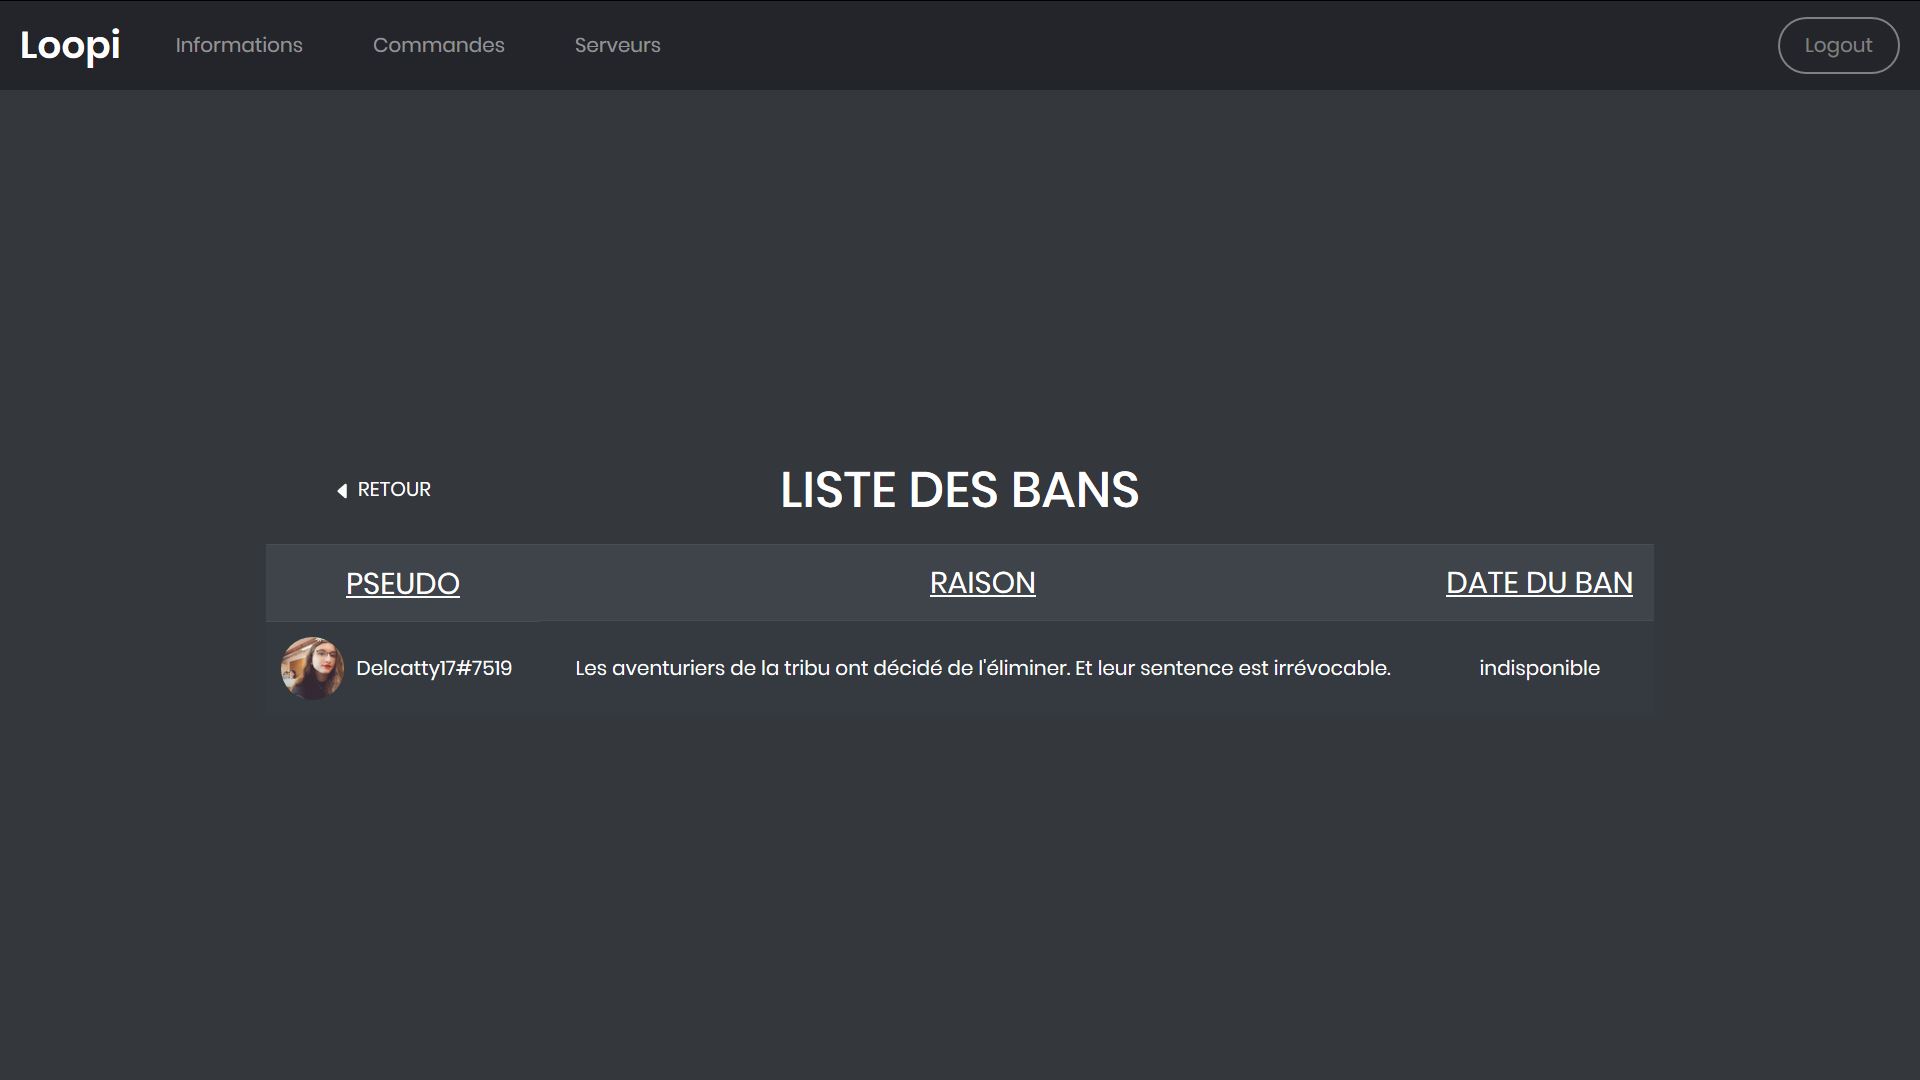 Loopi Informations Commandes Serveurs Logout
RETOUR LISTE DES BANS
PSEUDO RAISON DATE DU BAN
Delcatty17#7519 Les aventuriers de la tribu ont décidé de l'éliminer. Et leur sentence est irrévocable. indisponible